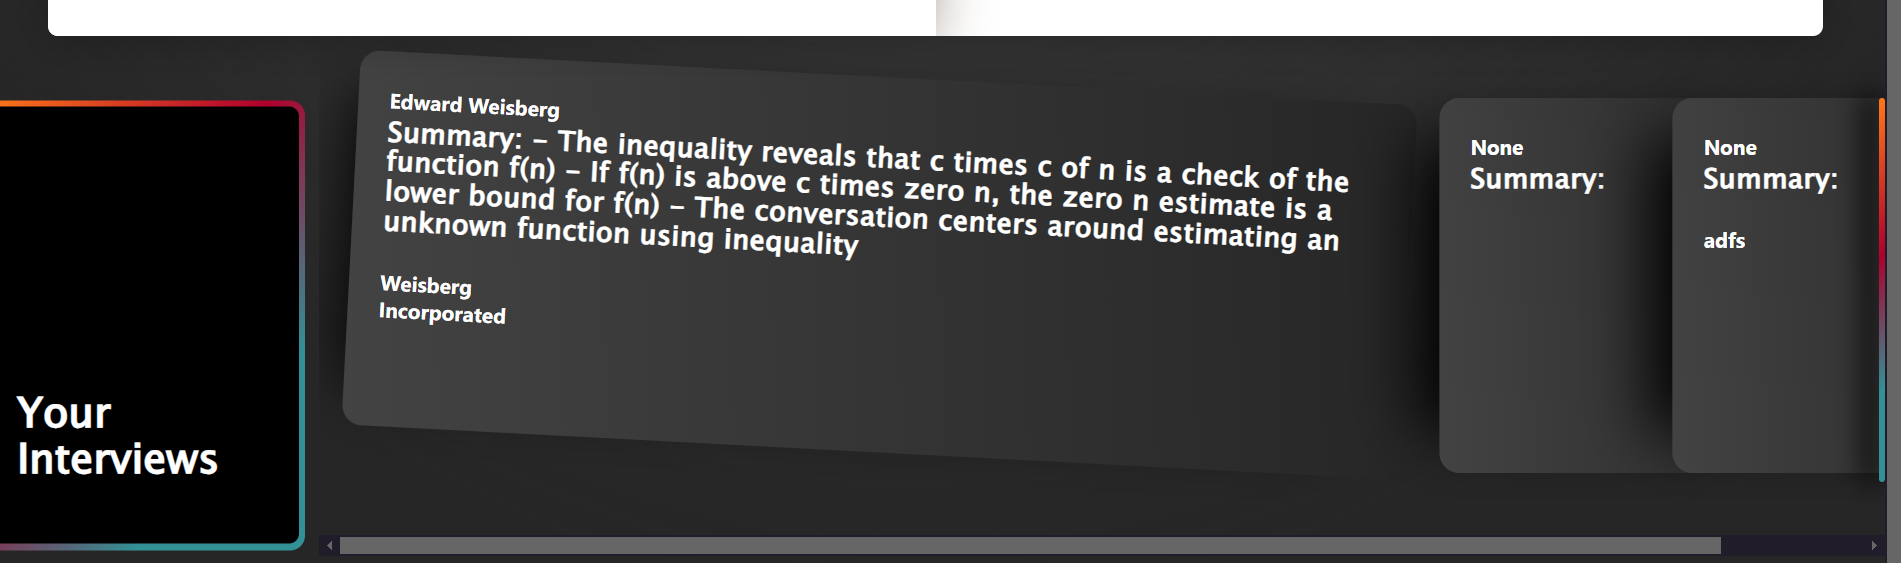 Edward Weisberg
Summary: – The inequality reveals that c times c of n is a check of the
function f(n) – If f(n) is above c times zero n, the zero n estimate is a
lower bound for f(n) – The conversation centers around estimating an
unknown function using inequality
Weisberg
Incorporated
None
Summary:
None
Summary:
adfs
Your
Interviews